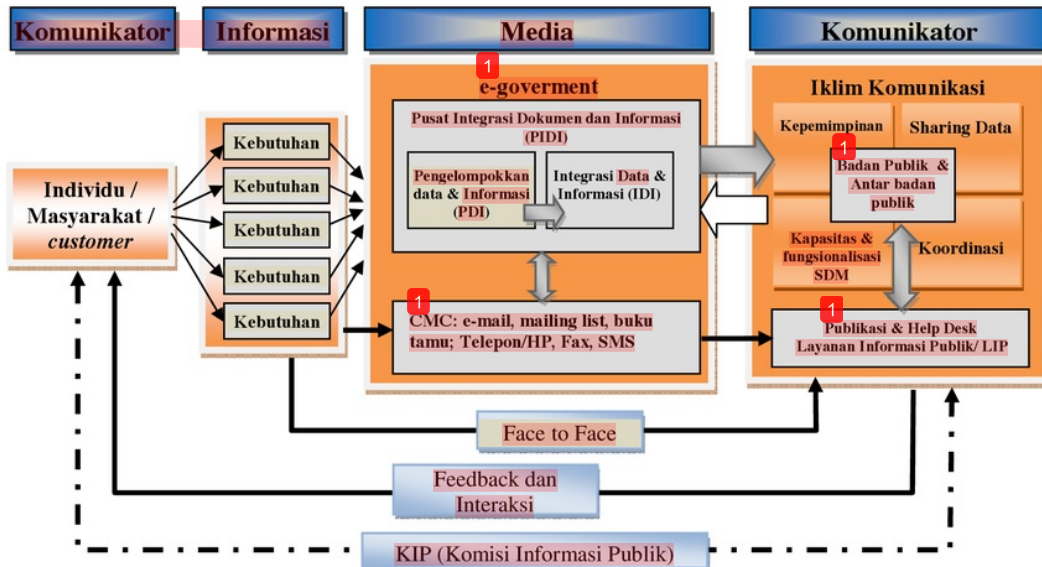 Komunikator
Informasi
Media
Komunikator
1
e-goverment
Iklim Komunikasi
Pusat Integrasi Dokumen dan Informasi
(PIDI)
Kepemimpinan
Sharing Data
1
Badan Publik &
Antar badan
publik
Kebutuhan
Kebutuhan
Kebutuhan
Kebutuhan
Kebutuhan
Individu /
Masyarakat /
customer
Pengelompokkan
data & Informasi
(PDI)
Integrasi Data &
Informasi (IDI)
Kapasitas &
fungsionalisasi
SDM
Koordinasi
1
CMC: e-mail, mailing list, buku
tamu; Telepon/HP, Fax, SMS
1
Publikasi & Help Desk
Layanan Informasi Publik/ LIP
Face to Face
Feedback dan
Interaksi
KIP (Komisi Informasi Publik)